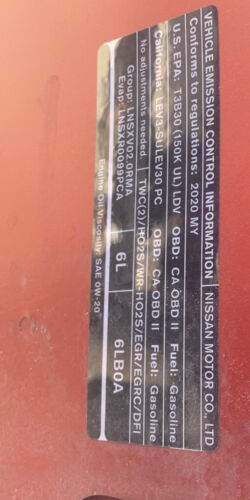 VEHICLE EMISSION CONTROL INFORMATION NISSAN MOTOR CO., LTD
Conforms to regulations: 2020 MY
U.S. EPA: T3B30 (150K UL) LDV OBD: CA OBD II Fuel: Gasoline
California: LEV3-SULEV30 PC OBD: CA OBD II Fuel: Gasoline
No adjustments needed. TWC(2)/HO2S/WR-HO2S/EGR/EGRC/DFI
Group: LNSXV02.0RMA
Evap: LNSXR0099PCA 6L 6LB0A
Engine Oil Viscosity: SAE 0W-20